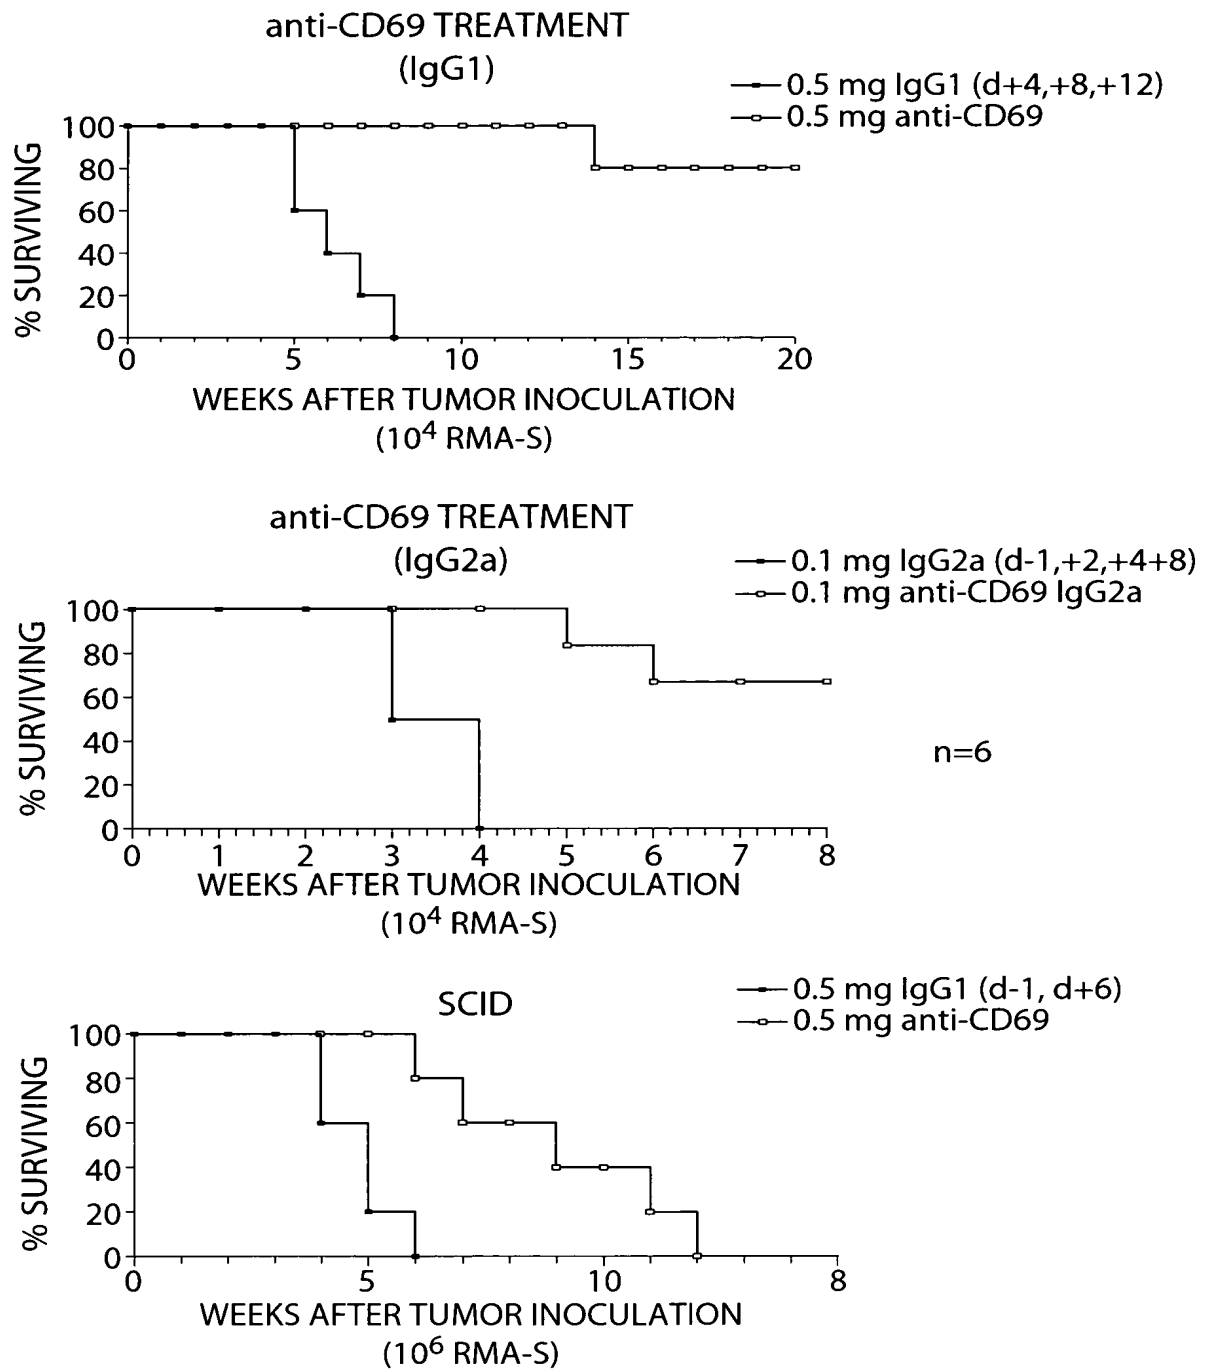 anti-CD69 TREATMENT
(IgG1)
0.5 mg IgG1 (d+4,+8,+12)
0.5 mg anti-CD69
% SURVIVING
100
80
60
40
20
0
0 5 10 15 20
WEEKS AFTER TUMOR INOCULATION
(10⁴ RMA-S)
anti-CD69 TREATMENT
(IgG2a)
0.1 mg IgG2a (d-1,+2,+4+8)
0.1 mg anti-CD69 IgG2a
% SURVIVING
100
80
60
40
20
0
n=6
0 1 2 3 4 5 6 7 8
WEEKS AFTER TUMOR INOCULATION
(10⁴ RMA-S)
SCID
0.5 mg IgG1 (d-1, d+6)
0.5 mg anti-CD69
% SURVIVING
100
80
60
40
20
0
0 5 10 8
WEEKS AFTER TUMOR INOCULATION
(10⁶ RMA-S)